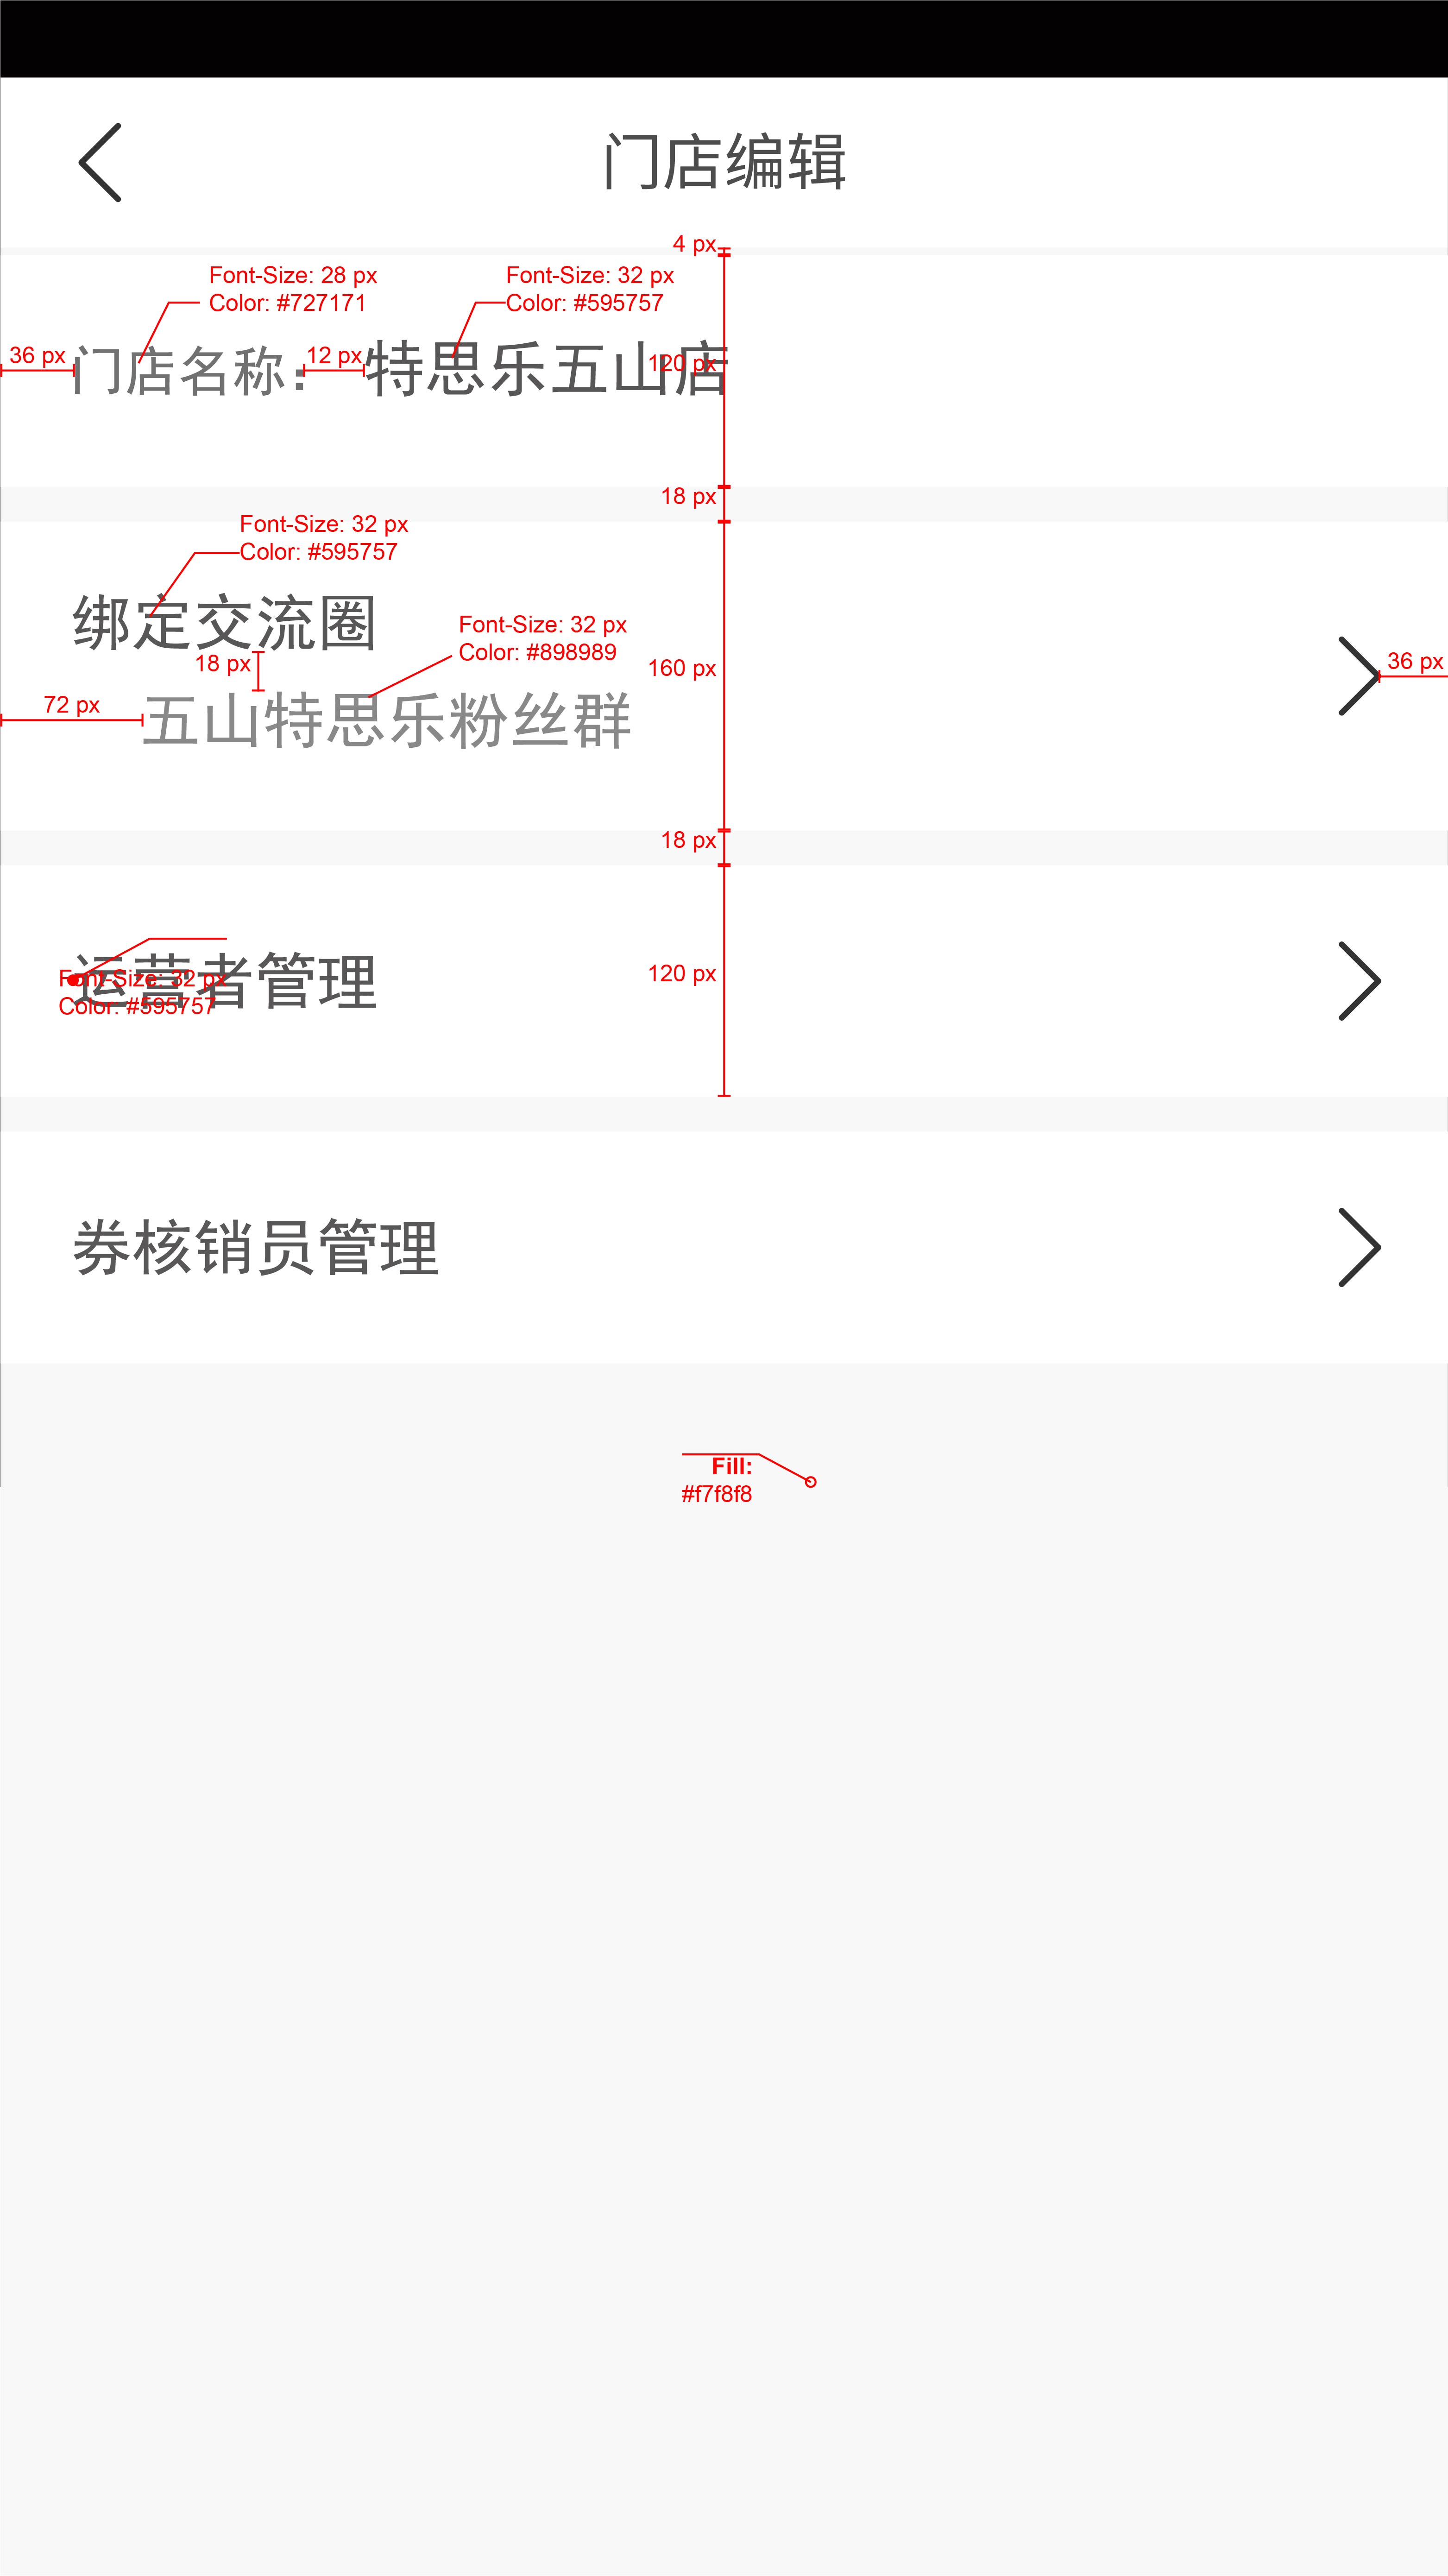 门店编辑
4 px
Font-Size: 28 px
Color: #727171
Font-Size: 32 px
Color: #595757
36 px
门店名称:
12 px
特思乐五山店
120 px
18 px
Font-Size: 32 px
Color: #595757
绑定交流圈
Font-Size: 32 px
Color: #898989
18 px
160 px
36 px
72 px
五山特思乐粉丝群
18 px
运营者管理
Font-Size: 32 px
Color: #595757
120 px
券核销员管理
Fill:
#f7f8f8